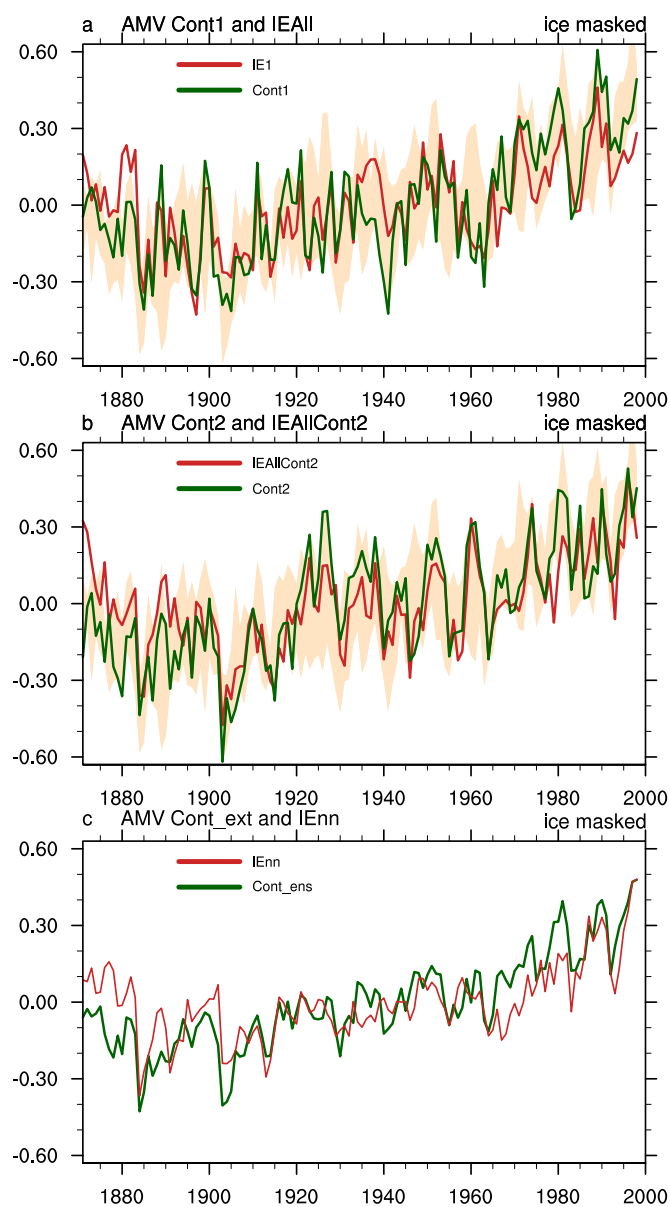 a AMV Cont1 and IEAll ice masked
0.60
IE1
Cont1
0.30
0.00
-0.30
-0.60
1880 1900 1920 1940 1960 1980 2000
b AMV Cont2 and IEAllCont2 ice masked
0.60
IEAllCont2
Cont2
0.30
0.00
-0.30
-0.60
1880 1900 1920 1940 1960 1980 2000
c AMV Cont_ext and IEnn ice masked
0.60
IEnn
Cont_ens
0.30
0.00
-0.30
-0.60
1880 1900 1920 1940 1960 1980 2000